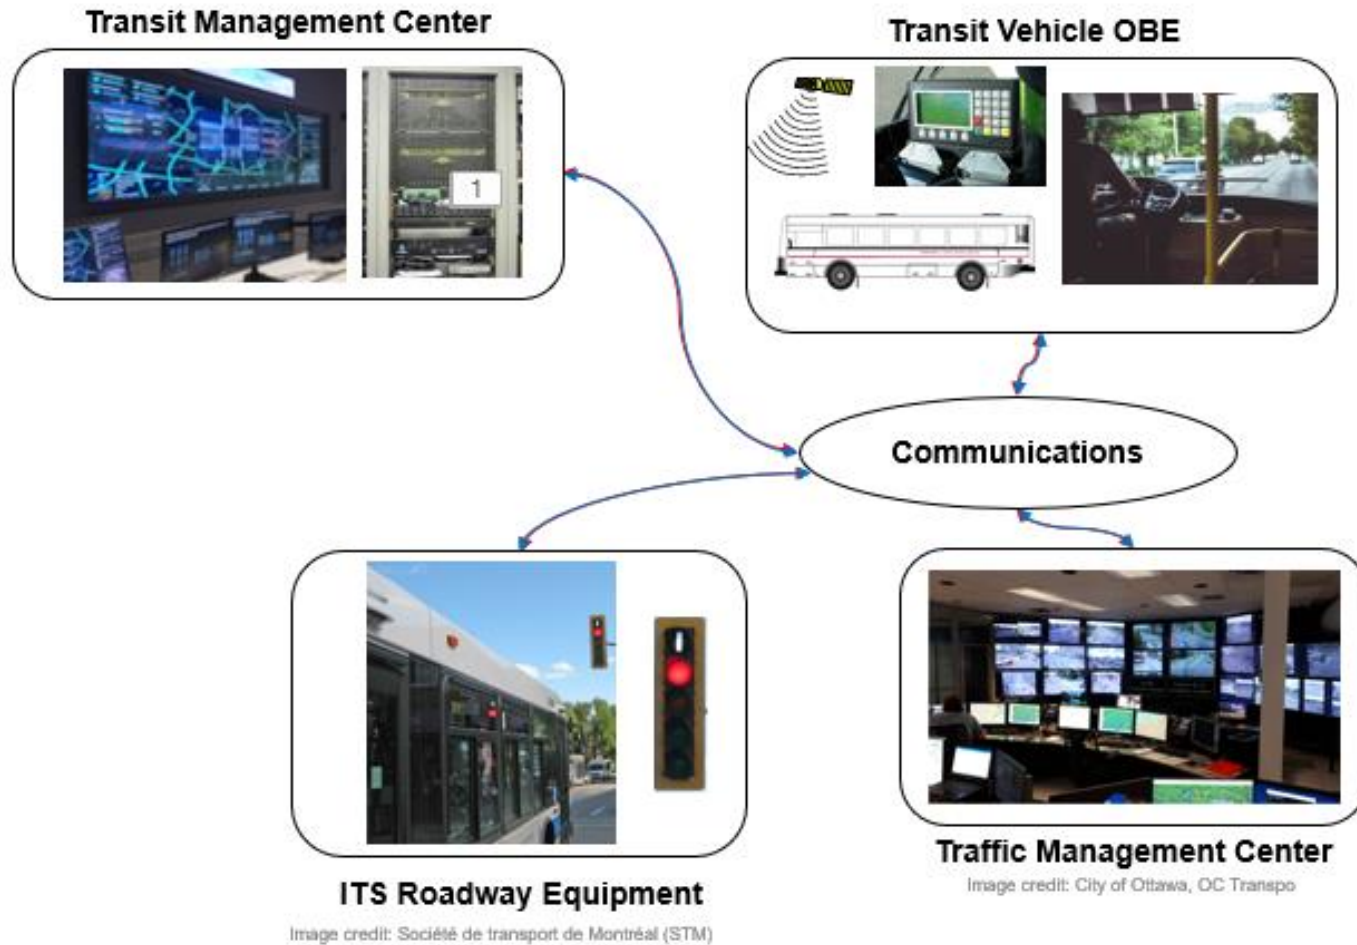 Transit Management Center
Transit Vehicle OBE
1
Communications
ITS Roadway Equipment
Image credit: Société de transport de Montréal (STM)
Traffic Management Center
Image credit: City of Ottawa, OC Transpo